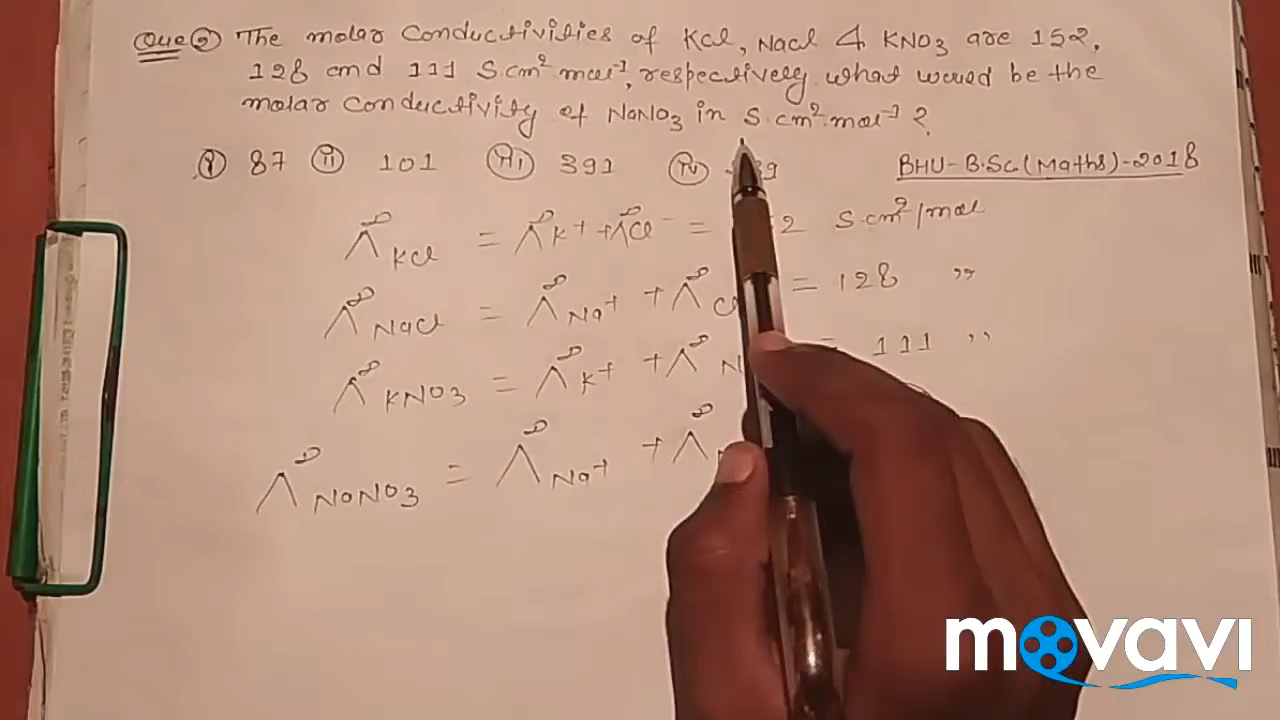 Que ② The molar Conductivities of KCl, NaCl & KNO3 are 152,
128 and 111 S.cm² mol⁻¹, respectively what would be the
molar conductivity of NaNO3 in S.cm².mol⁻¹ ?
(i) 87 (ii) 101 (iii) 391 (iv)
BHU-B.Sc(Maths)-2018
Λ∞ KCl = Λ∞ K+ + Λ∞ Cl⁻ = S.cm²/mol
Λ∞ NaCl = Λ∞ Na+ + Λ∞ = 128 "
Λ∞ KNO3 = Λ∞ K+ + Λ∞ = 111 "
Λ∞ NaNO3 = Λ∞ Na+ + Λ∞
movavi